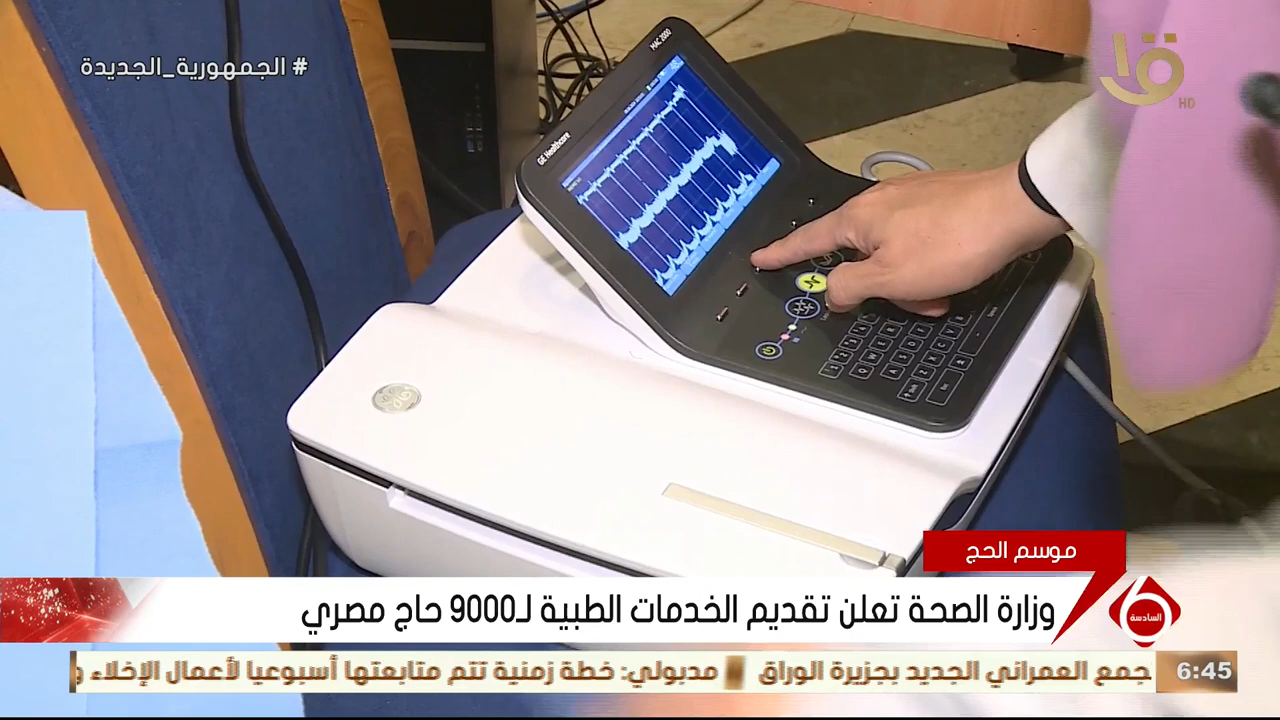 # الجمهورية_الجديدة
HD
MAC 2000
GE Healthcare
موسم الحج
السادسة
وزارة الصحة تعلن تقديم الخدمات الطبية لـ9000 حاج مصري
6:45
جمع العمراني الجديد بجزيرة الوراق
مدبولي: خطة زمنية تتم متابعتها أسبوعيا لأعمال الإخلاء و